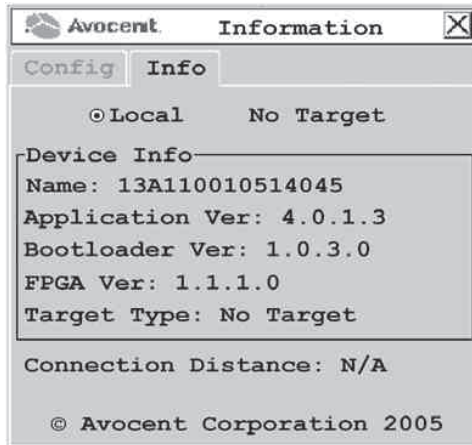 Avocent. Information
Config Info
Local No Target
Device Info
Name: 13A110010514045
Application Ver: 4.0.1.3
Bootloader Ver: 1.0.3.0
FPGA Ver: 1.1.1.0
Target Type: No Target
Connection Distance: N/A
© Avocent Corporation 2005